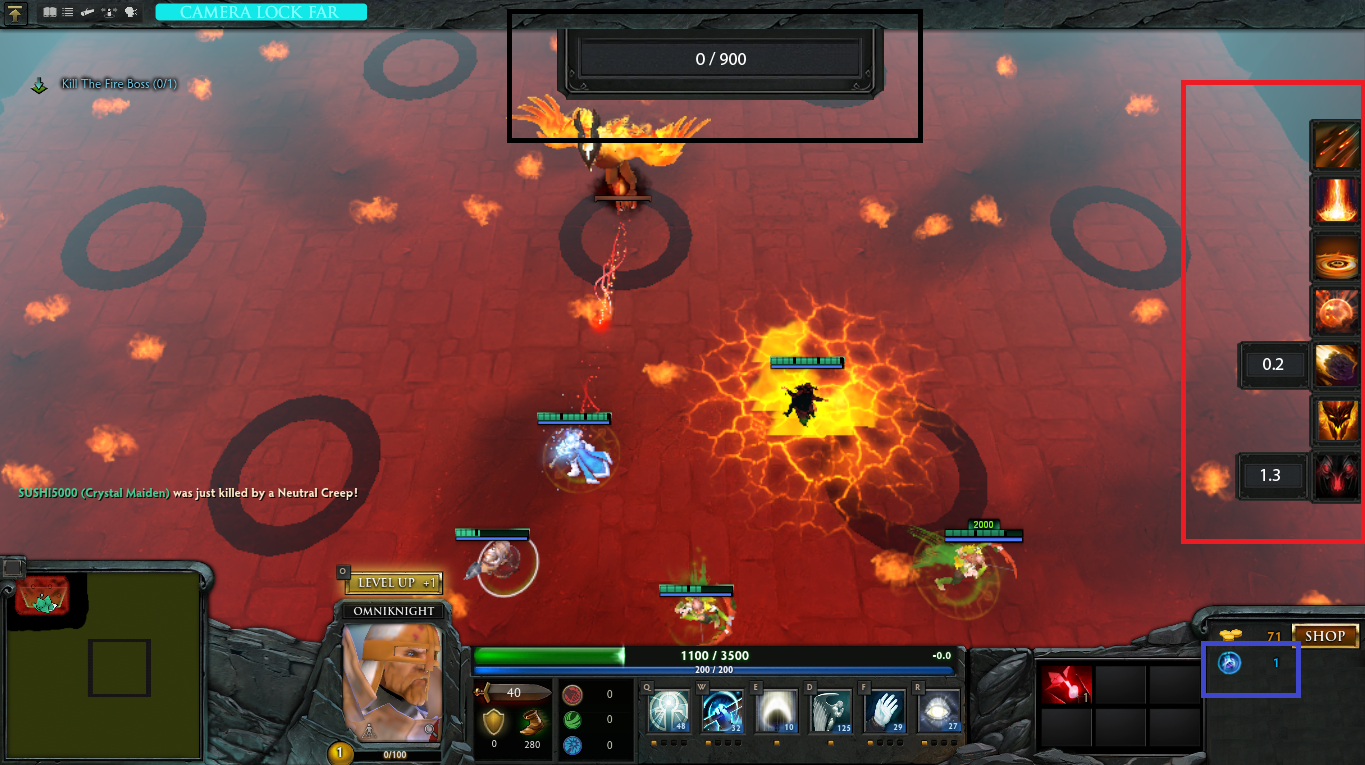 CAMERA LOCK FAR
0 / 900
Kill The Fire Boss (0/1)
0.2
2000
1.3
SUSHI5000 (Crystal Maiden) was just killed by a Neutral Creep!
O
LEVEL UP +1
OMNIKNIGHT
1
0/100
1100 / 3500
-0.0
200 / 200
40
0
280
0
0
0
Q
W
E
D
F
R
48
32
10
125
29
27
1
71
SHOP
1